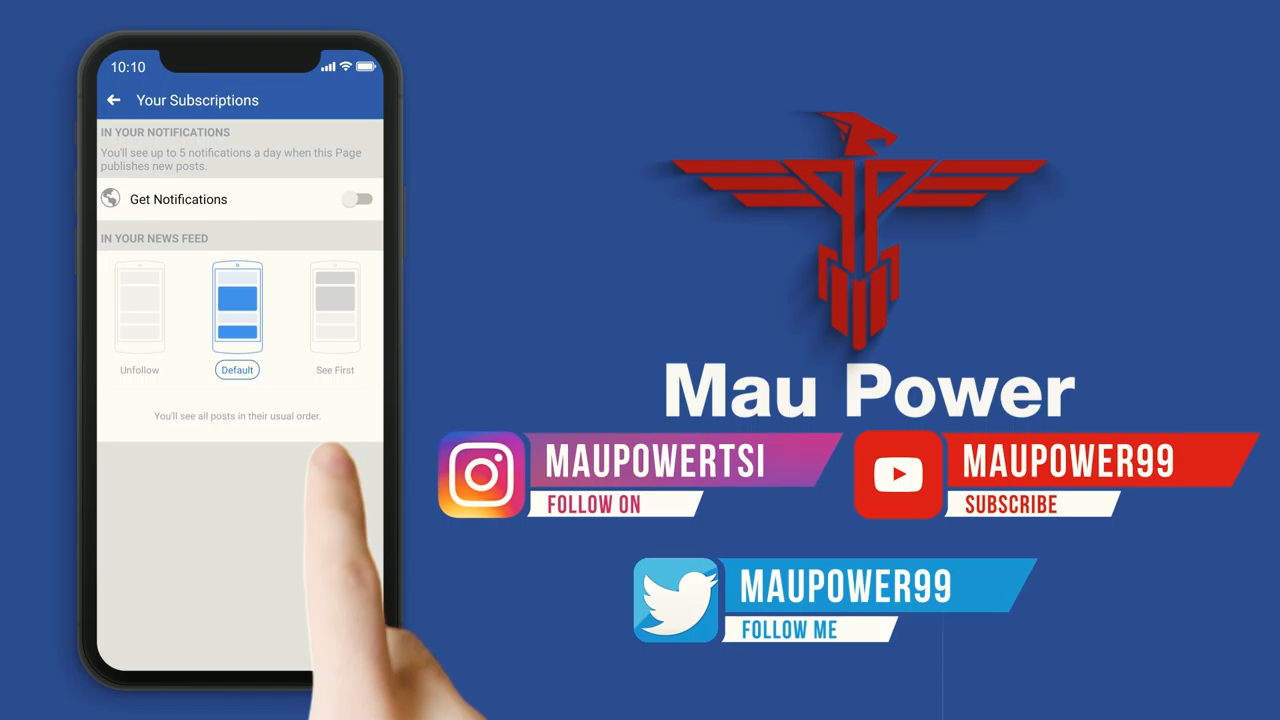 10:10
Your Subscriptions
IN YOUR NOTIFICATIONS
You'll see up to 5 notifications a day when this Page
publishes new posts.
Get Notifications
IN YOUR NEWS FEED
Unfollow
Default
See First
You'll see all posts in their usual order.
Mau Power
MAUPOWERTSI
FOLLOW ON
MAUPOWER99
SUBSCRIBE
MAUPOWER99
FOLLOW ME